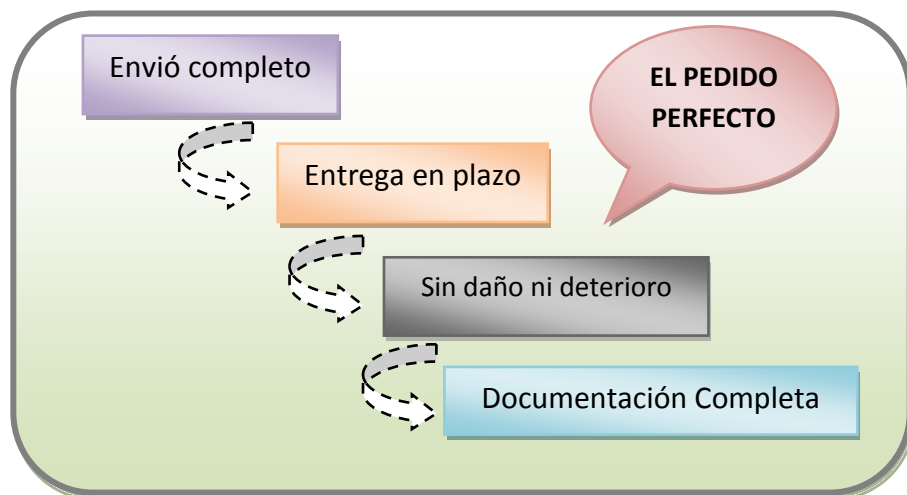 Envió completo
EL PEDIDO
PERFECTO
Entrega en plazo
Sin daño ni deterioro
Documentación Completa